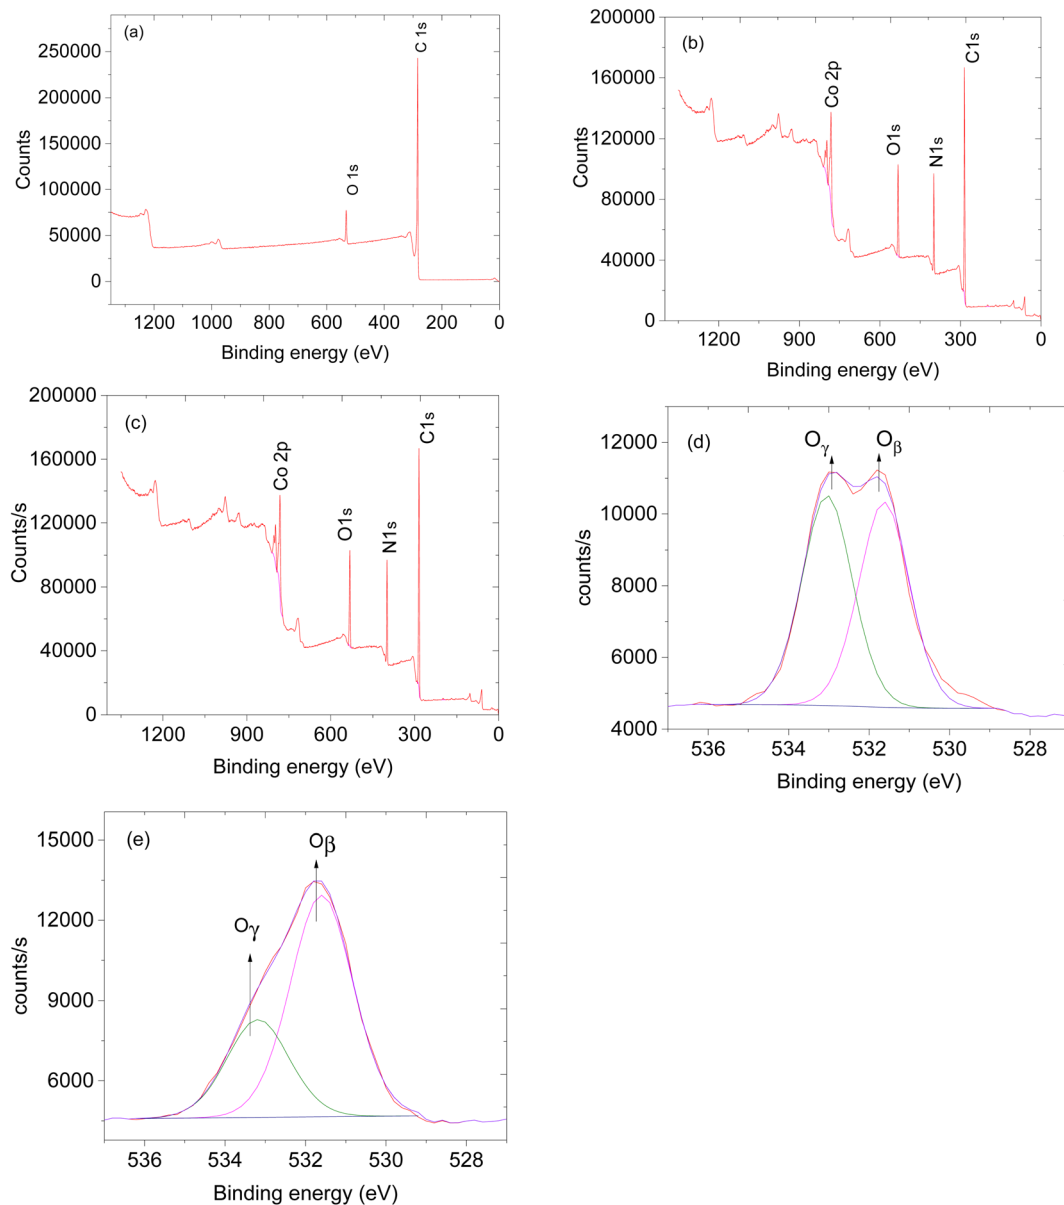 (a)
C 1s
O 1s
250000
200000
150000
100000
50000
0
Counts
1200 1000 800 600 400 200 0
Binding energy (eV)
(b)
Co 2p
O1s
N1s
C1s
200000
160000
120000
80000
40000
0
Counts
1200 900 600 300 0
Binding energy (eV)
(c)
Co 2p
O1s
N1s
C1s
200000
160000
120000
80000
40000
0
Counts/s
1200 900 600 300 0
Binding energy (eV)
(d)
Oγ Oβ
12000
10000
8000
6000
4000
counts/s
536 534 532 530 528
Binding energy (eV)
(e)
Oβ
Oγ
15000
12000
9000
6000
counts/s
536 534 532 530 528
Binding energy (eV)